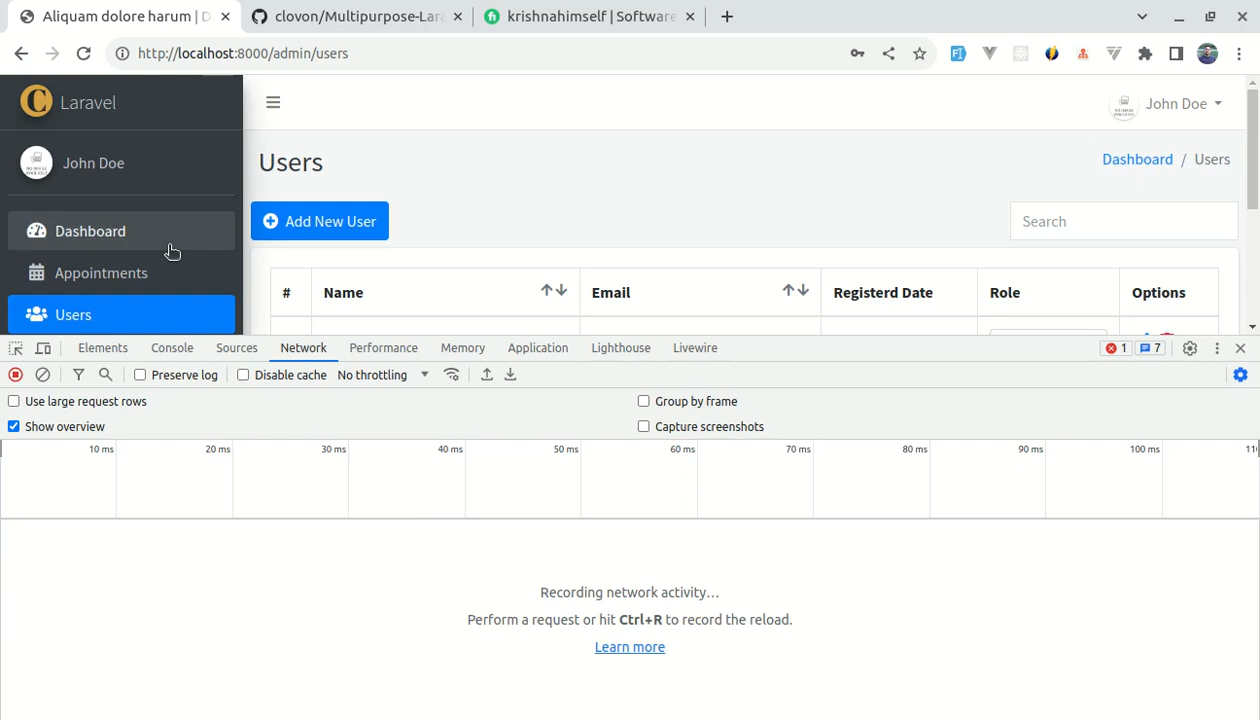 Aliquam dolore harum | D
clovon/Multipurpose-Lara
krishnahimself | Software
http://localhost:8000/admin/users
C Laravel
John Doe
John Doe
Users
Dashboard / Users
Add New User
Search
Dashboard
Appointments
Users
# Name Email Registerd Date Role Options
Elements Console Sources Network Performance Memory Application Lighthouse Livewire 1 7
Preserve log Disable cache No throttling
Use large request rows Group by frame
Show overview Capture screenshots
10 ms 20 ms 30 ms 40 ms 50 ms 60 ms 70 ms 80 ms 90 ms 100 ms 11
Recording network activity…
Perform a request or hit Ctrl+R to record the reload.
Learn more